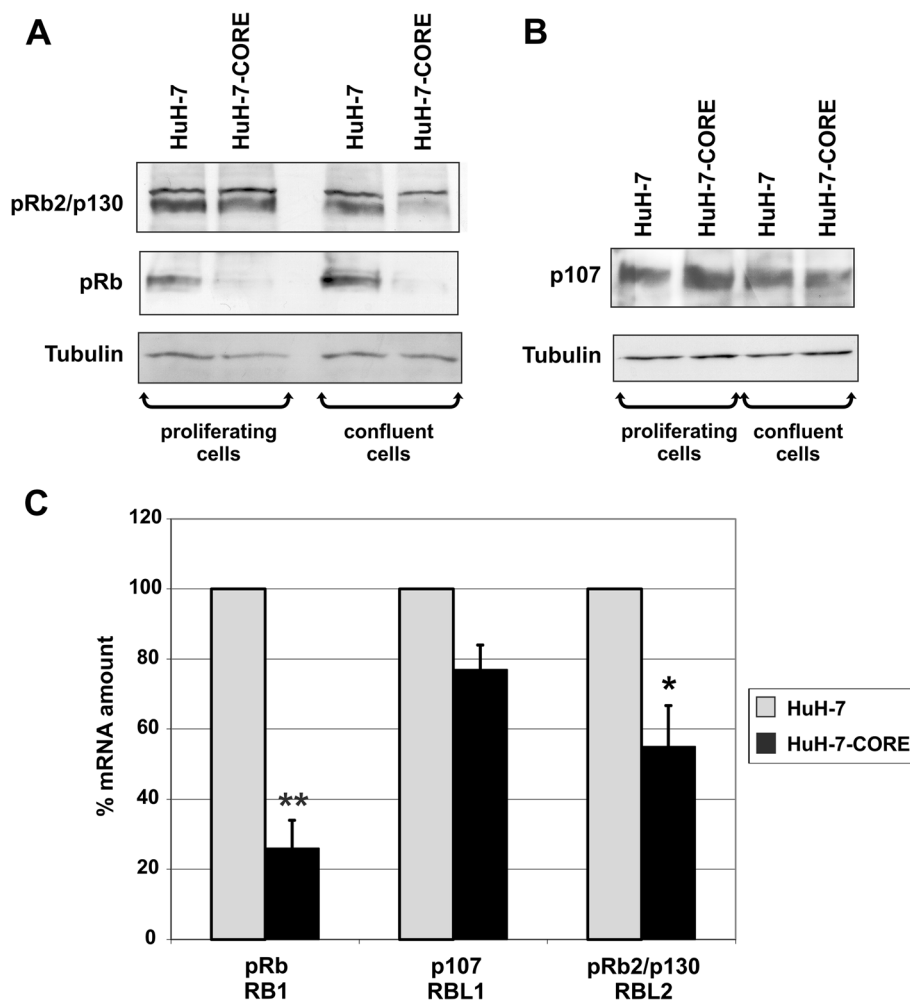 A
HuH-7
HuH-7-CORE
HuH-7
HuH-7-CORE
pRb2/p130
pRb
Tubulin
proliferating
cells
confluent
cells
B
HuH-7
HuH-7-CORE
HuH-7
HuH-7-CORE
p107
Tubulin
proliferating
cells
confluent
cells
C
% mRNA amount
120
100
80
60
40
20
0
**
*
pRb
RB1
p107
RBL1
pRb2/p130
RBL2
HuH-7
HuH-7-CORE